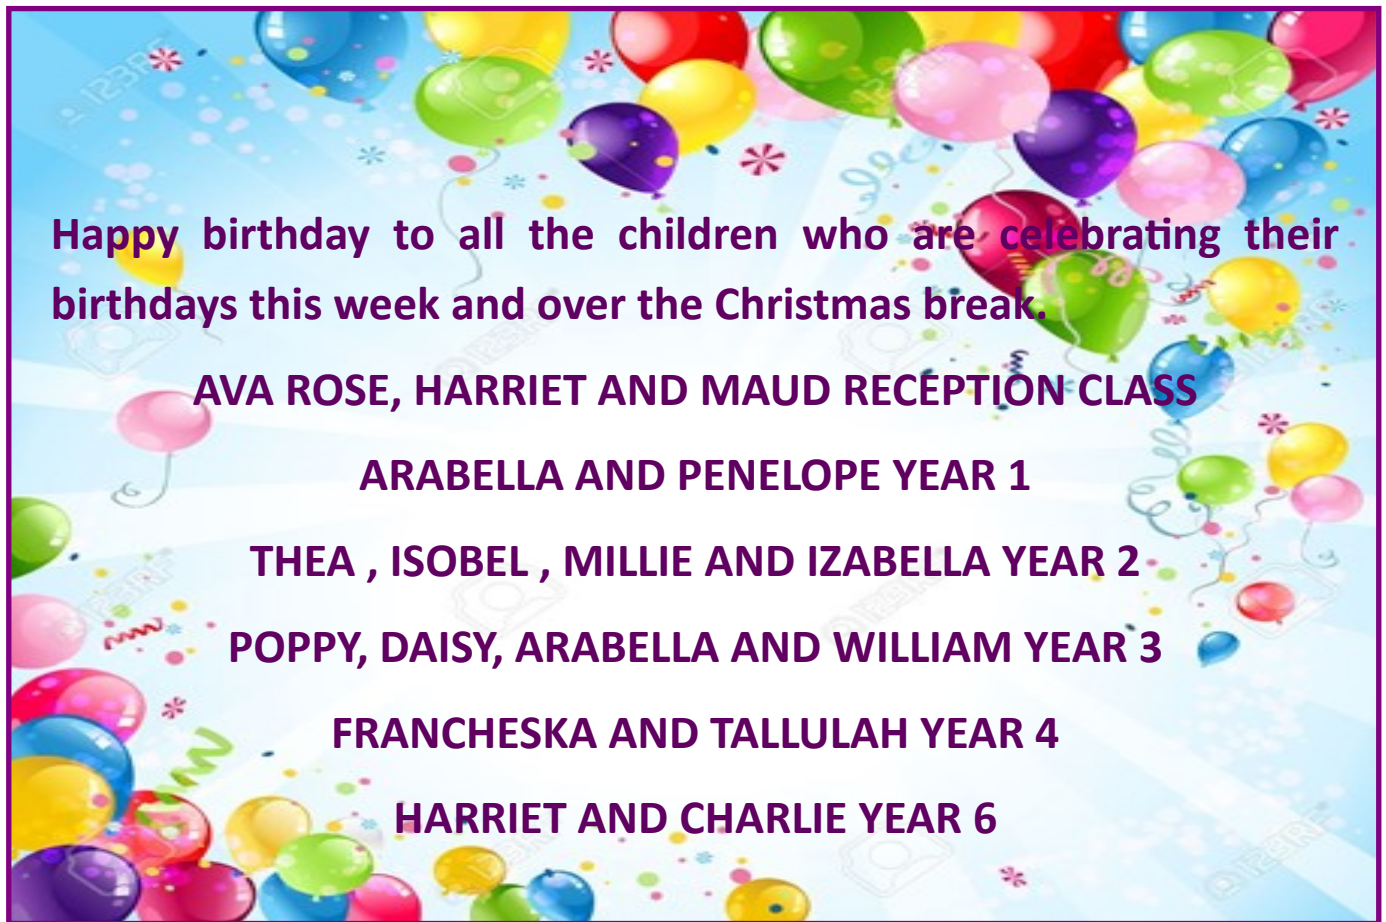 Happy birthday to all the children who are celebrating their
birthdays this week and over the Christmas break.
AVA ROSE, HARRIET AND MAUD RECEPTION CLASS
ARABELLA AND PENELOPE YEAR 1
THEA , ISOBEL , MILLIE AND IZABELLA YEAR 2
POPPY, DAISY, ARABELLA AND WILLIAM YEAR 3
FRANCHESKA AND TALLULAH YEAR 4
HARRIET AND CHARLIE YEAR 6
123RF